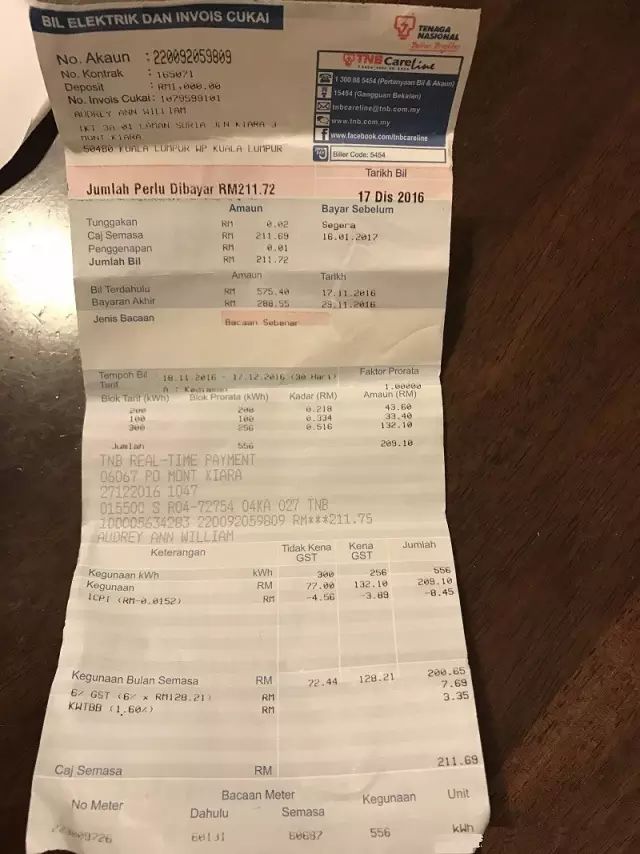 BIL ELEKTRIK DAN INVOIS CUKAI
TENAGA NASIONAL
Better. Brighter.
No. Akaun : 220092059809
No. Kontrak : 165071
Deposit : RM1,000.00
No. Invois Cukai: 1079599101
AUDREY ANN WILLIAM
LAMAN SURIA JLN KIARA 3
MONT KIARA
50480 KUALA LUMPUR WP KUALA LUMPUR
TNB CareLine
1 300 88 5454 (Pertanyaan Bil & Akaun)
15454 (Gangguan Bekalan)
tnbcareline@tnb.com.my
www.tnb.com.my
www.facebook.com/tnbcareline
Biller Code: 5454
Tarikh Bil
Jumlah Perlu Dibayar RM211.72 17 Dis 2016
Amaun Bayar Sebelum
Tunggakan RM 0.02 Segera
Caj Semasa RM 211.69 16.01.2017
Penggenapan RM 0.01
Jumlah Bil RM 211.72
Amaun Tarikh
Bil Terdahulu RM 575.40 17.11.2016
Bayaran Akhir RM 288.55 29.11.2016
Jenis Bacaan Bacaan Sebenar
Tempoh Bil 18.11.2016 - 17.12.2016 (30 Hari) Faktor Prorata
Tarif A : Kediaman 1.00000
Blok Tarif (kWh) Blok Prorata (kWh) Kadar (RM) Amaun (RM)
200 200 0.218 43.60
100 100 0.334 33.40
300 256 0.516 132.10
Jumlah 556 209.10
TNB REAL-TIME PAYMENT
06067 PD MONT KIARA
27122016 1047
015500 S R04-72754 04KA 027 TNB
100005634283 220092059809 RM***211.75
AUDREY ANN WILLIAM
Keterangan Tidak Kena GST Kena GST Jumlah
Kegunaan kWh kWh 300 256 556
Kegunaan RM 77.00 132.10 209.10
ICPT (RM-0.0152) RM -4.56 -3.89 -8.45
Kegunaan Bulan Semasa RM 72.44 128.21 200.65
6% GST (6% x RM128.21) RM 7.69
KWTBB (1.60%) RM 3.35
Caj Semasa RM 211.69
No Meter Bacaan Meter Kegunaan Unit
Dahulu Semasa
60131 60687 556 kWh